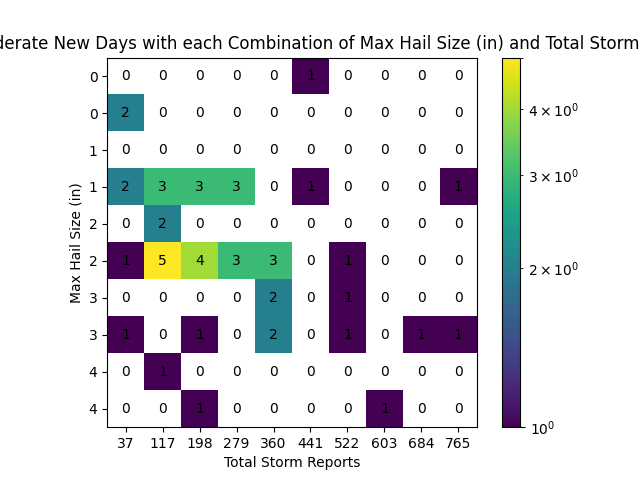 New Days with each Combination of Max Hail Size (in) and Total Storm
0 0 0 0 0 0 1 0 0 0 0
0 2 0 0 0 0 0 0 0 0 0
1 0 0 0 0 0 0 0 0 0 0
1 2 3 3 3 0 1 0 0 0 1
2 0 2 0 0 0 0 0 0 0 0
2 1 5 4 3 3 0 1 0 0 0
3 0 0 0 0 2 0 1 0 0 0
3 1 0 1 0 2 0 1 0 1 1
4 0 1 0 0 0 0 0 0 0 0
4 0 0 1 0 0 0 0 1 0 0
37 117 198 279 360 441 522 603 684 765
Total Storm Reports
Max Hail Size (in)
4 × 10⁰
3 × 10⁰
2 × 10⁰
10⁰